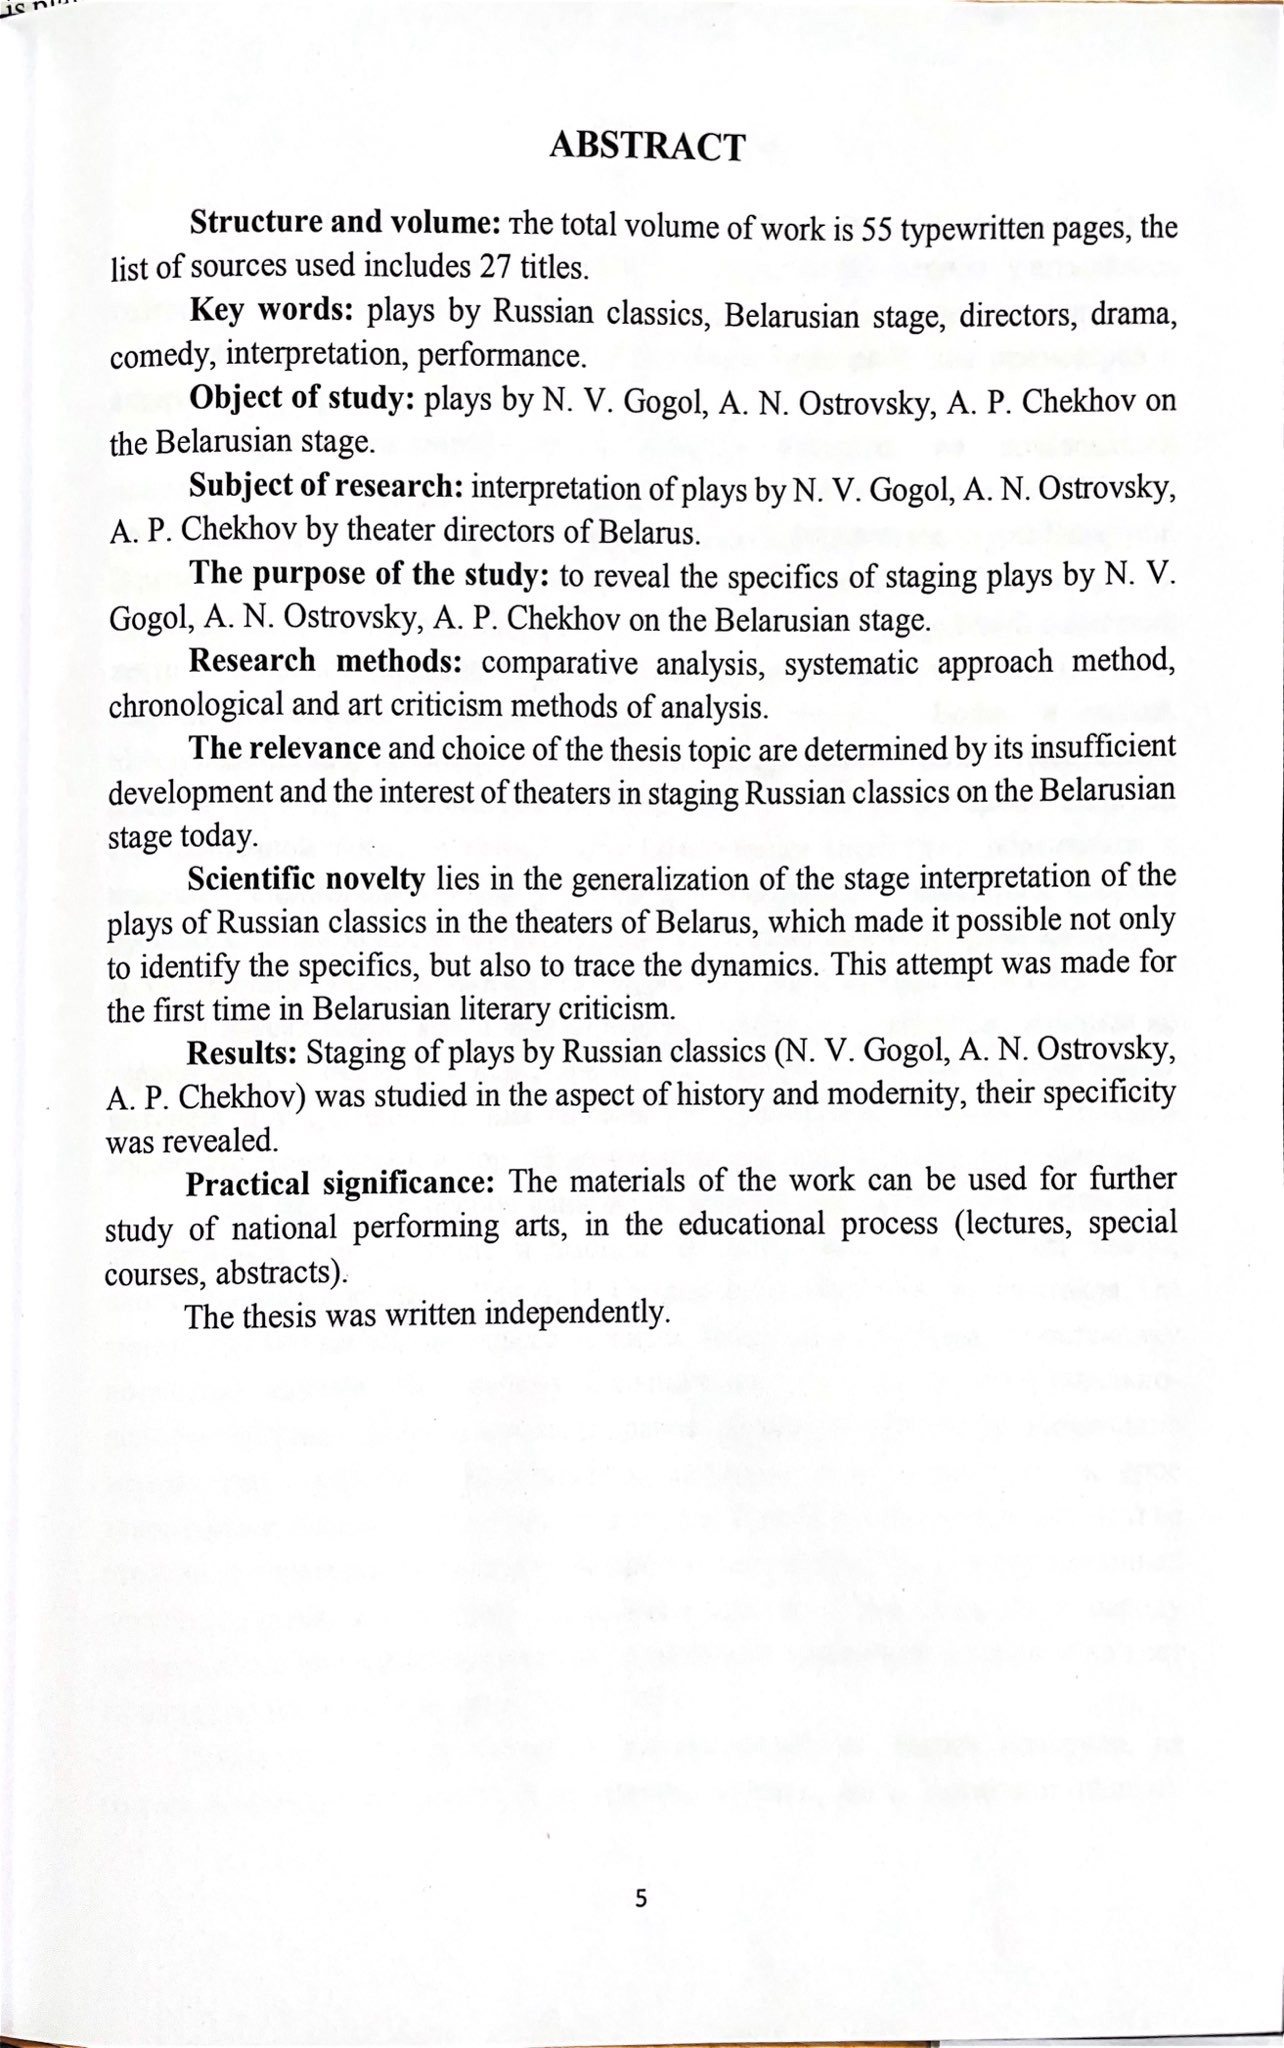 ABSTRACT
Structure and volume: The total volume of work is 55 typewritten pages, the
list of sources used includes 27 titles.
Key words: plays by Russian classics, Belarusian stage, directors, drama,
comedy, interpretation, performance.
Object of study: plays by N. V. Gogol, A. N. Ostrovsky, A. P. Chekhov on
the Belarusian stage.
Subject of research: interpretation of plays by N. V. Gogol, A. N. Ostrovsky,
A. P. Chekhov by theater directors of Belarus.
The purpose of the study: to reveal the specifics of staging plays by N. V.
Gogol, A. N. Ostrovsky, A. P. Chekhov on the Belarusian stage.
Research methods: comparative analysis, systematic approach method,
chronological and art criticism methods of analysis.
The relevance and choice of the thesis topic are determined by its insufficient
development and the interest of theaters in staging Russian classics on the Belarusian
stage today.
Scientific novelty lies in the generalization of the stage interpretation of the
plays of Russian classics in the theaters of Belarus, which made it possible not only
to identify the specifics, but also to trace the dynamics. This attempt was made for
the first time in Belarusian literary criticism.
Results: Staging of plays by Russian classics (N. V. Gogol, A. N. Ostrovsky,
A. P. Chekhov) was studied in the aspect of history and modernity, their specificity
was revealed.
Practical significance: The materials of the work can be used for further
study of national performing arts, in the educational process (lectures, special
courses, abstracts).
The thesis was written independently.
5